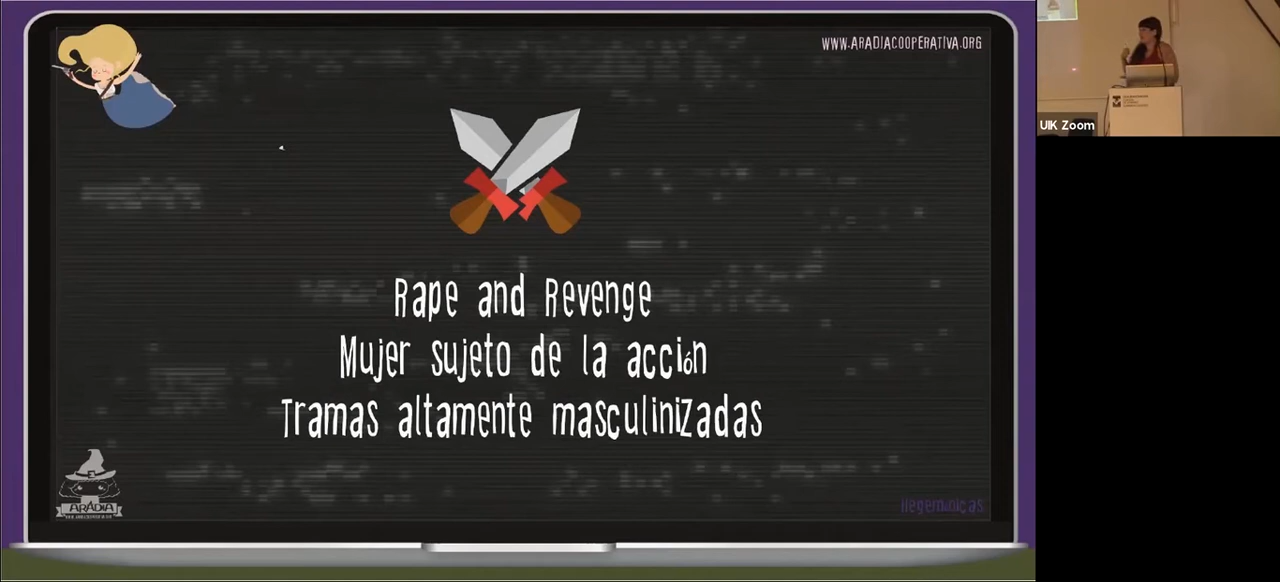 WWW.ARADIACOOPERATIVA.ORG
Rape and Revenge
Mujer sujeto de la acción
Tramas altamente masculinizadas
ARADIA
Hegemónicas
UIK Zoom